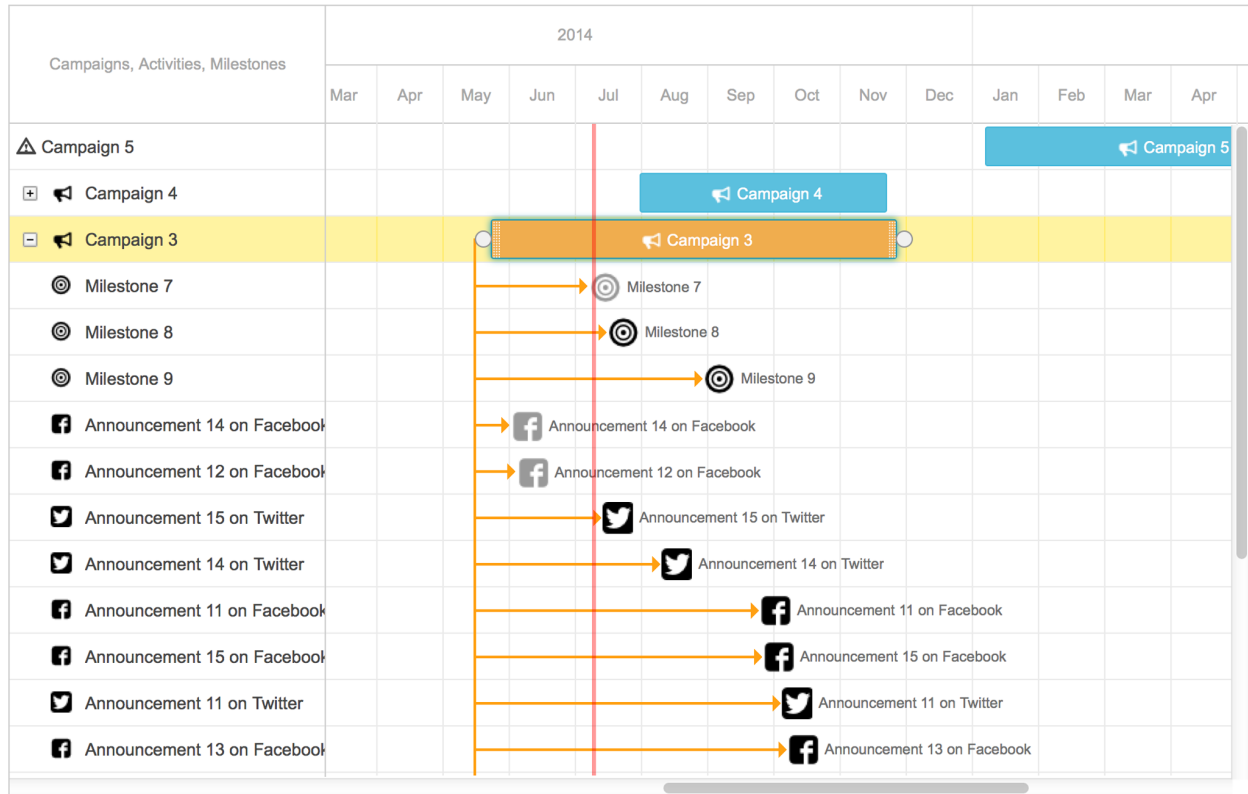 2014
Campaigns, Activities, Milestones
Mar Apr May Jun Jul Aug Sep Oct Nov Dec Jan Feb Mar Apr
Campaign 5 Campaign 5
Campaign 4 Campaign 4
Campaign 3 Campaign 3
Milestone 7 Milestone 7
Milestone 8 Milestone 8
Milestone 9 Milestone 9
Announcement 14 on Facebook Announcement 14 on Facebook
Announcement 12 on Facebook Announcement 12 on Facebook
Announcement 15 on Twitter Announcement 15 on Twitter
Announcement 14 on Twitter Announcement 14 on Twitter
Announcement 11 on Facebook Announcement 11 on Facebook
Announcement 15 on Facebook Announcement 15 on Facebook
Announcement 11 on Twitter Announcement 11 on Twitter
Announcement 13 on Facebook Announcement 13 on Facebook